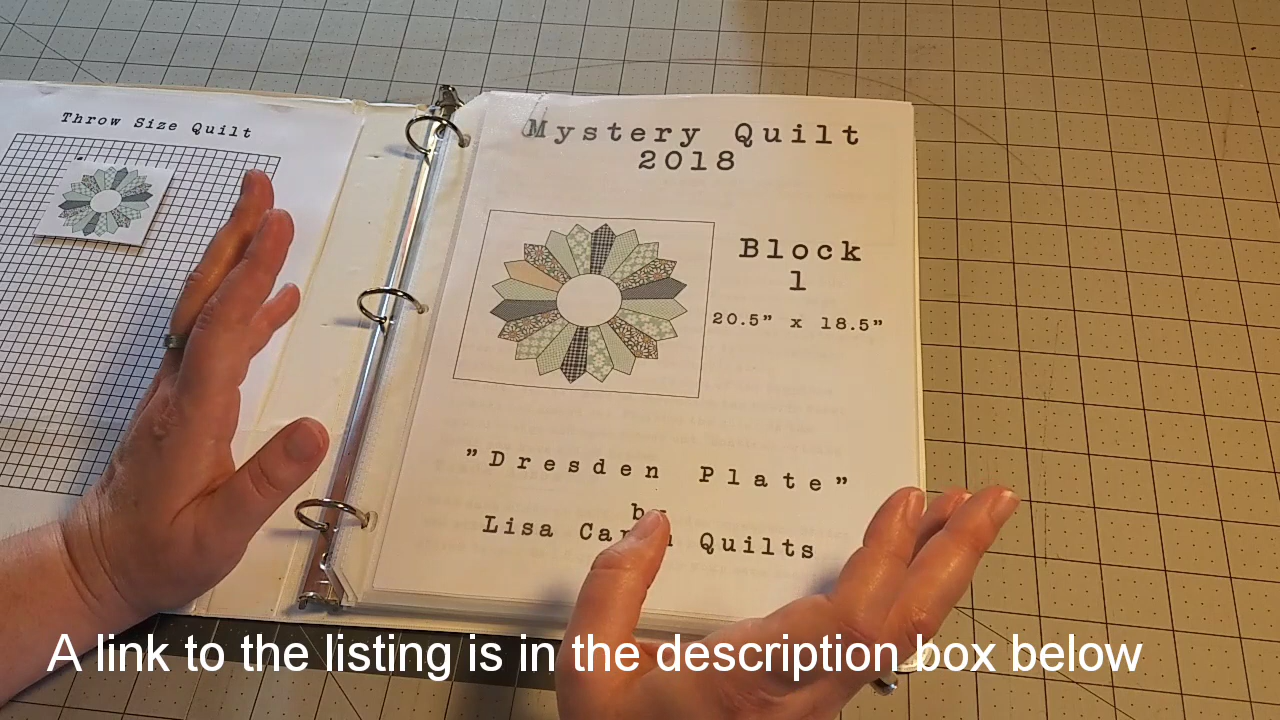 Throw Size Quilt
Mystery Quilt
2018
Block
1
20.5” x 18.5”
”Dresden Plate”
by
Lisa Quilts
A link to the listing is in the description box below